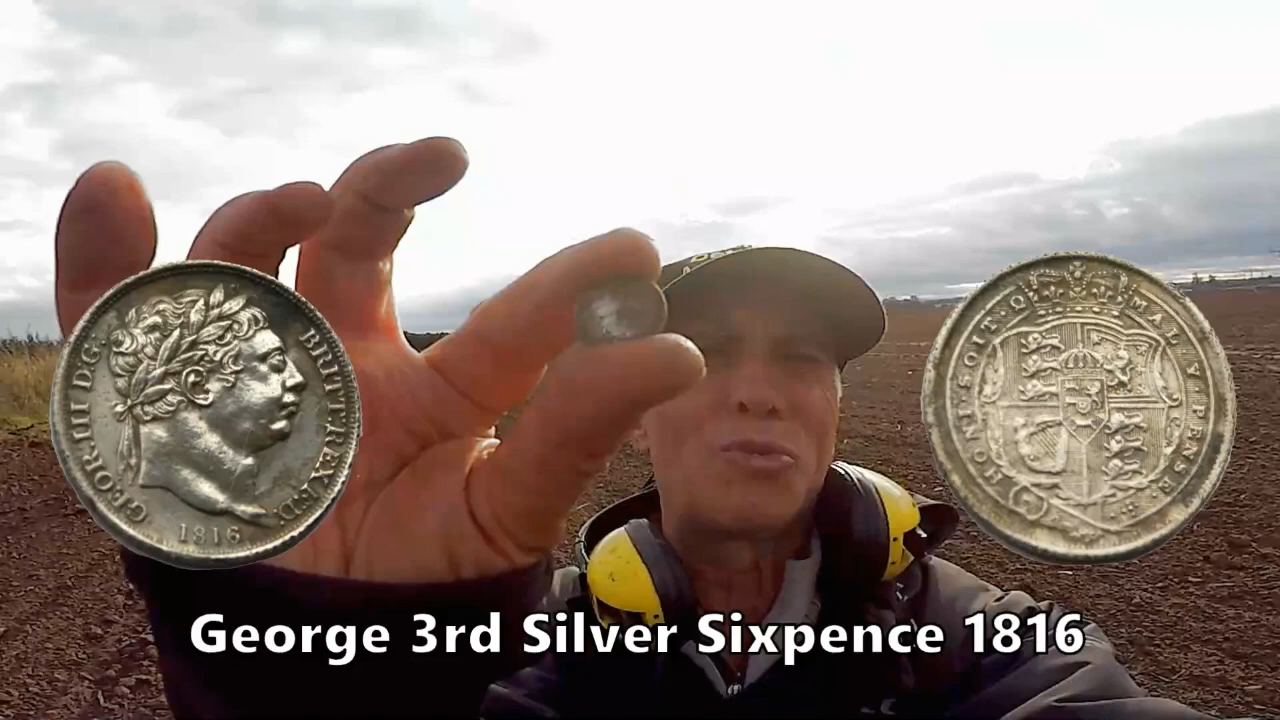 GEOR:III D:G:
BRITT:REX F:D:
1816
HONI·SOIT·Q·MAL·Y·PENSE·
George 3rd Silver Sixpence 1816